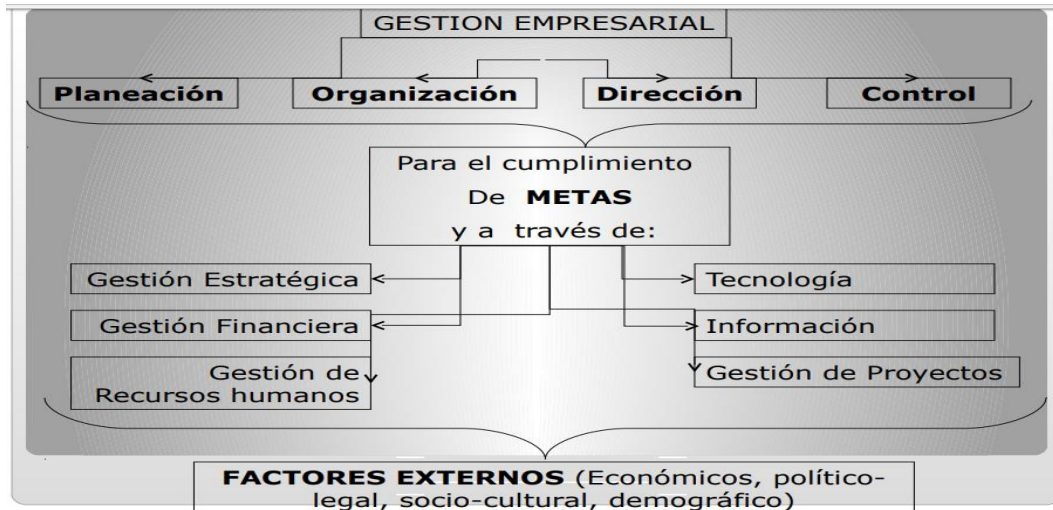 GESTION EMPRESARIAL
Planeación
Organización
Dirección
Control
Para el cumplimiento
De METAS
y a través de:
Gestión Estratégica
Tecnología
Gestión Financiera
Información
Gestión de
Recursos humanos
Gestión de Proyectos
FACTORES EXTERNOS (Económicos, político-
legal, socio-cultural, demográfico)